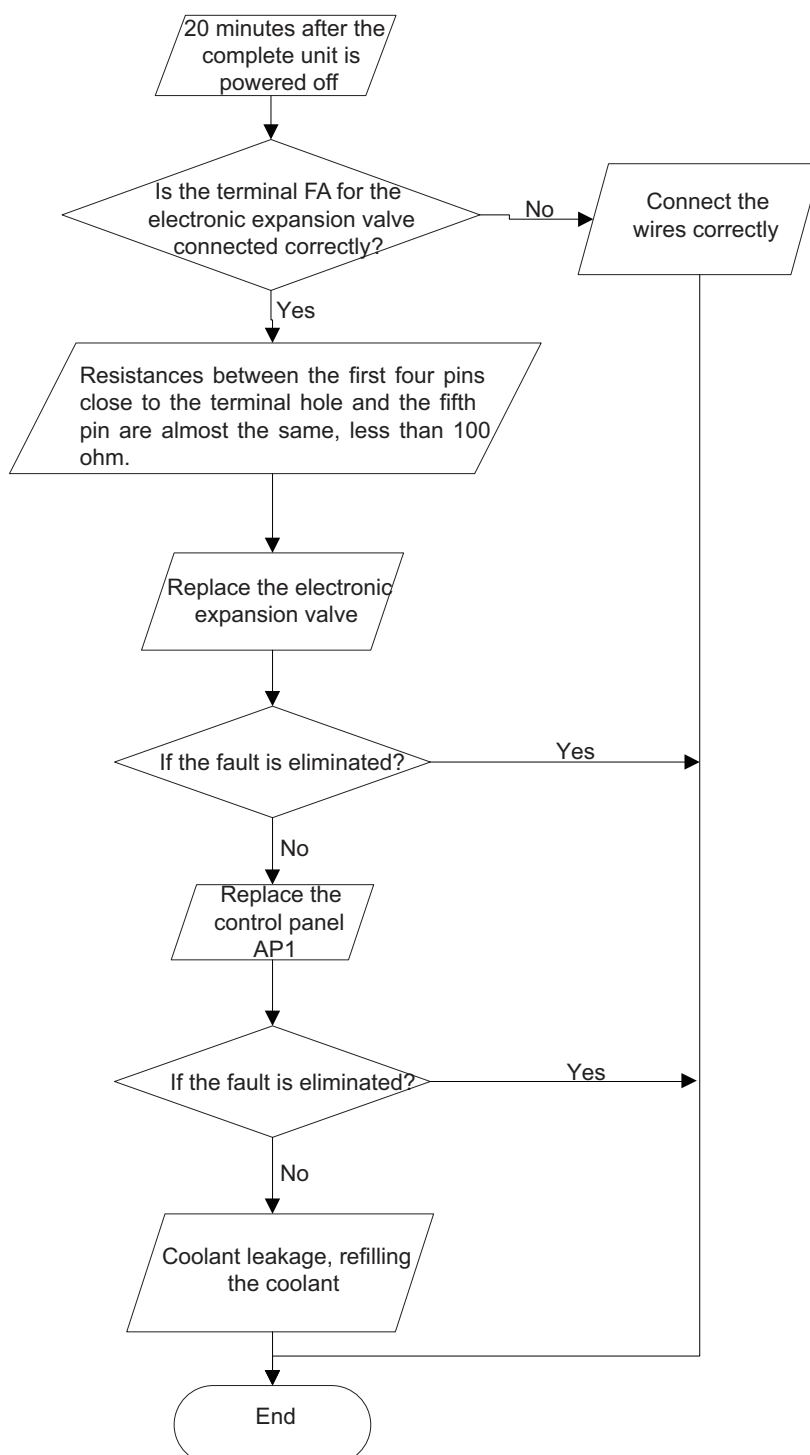 20 minutes after the
complete unit is
powered off
Is the terminal FA for the
electronic expansion valve
connected correctly?
No
Connect the
wires correctly
Yes
Resistances between the first four pins
close to the terminal hole and the fifth
pin are almost the same, less than 100
ohm.
Replace the electronic
expansion valve
If the fault is eliminated?
Yes
No
Replace the
control panel
AP1
If the fault is eliminated?
Yes
No
Coolant leakage, refilling
the coolant
End